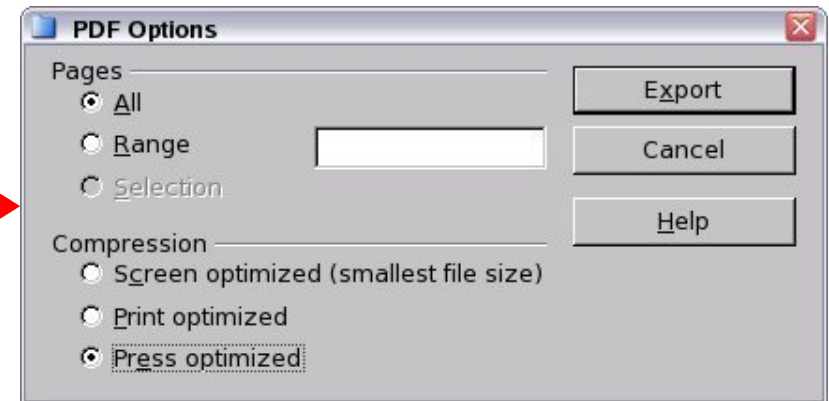 PDF Options
Pages
All
Range
Selection
Compression
Screen optimized (smallest file size)
Print optimized
Press optimized
Export
Cancel
Help